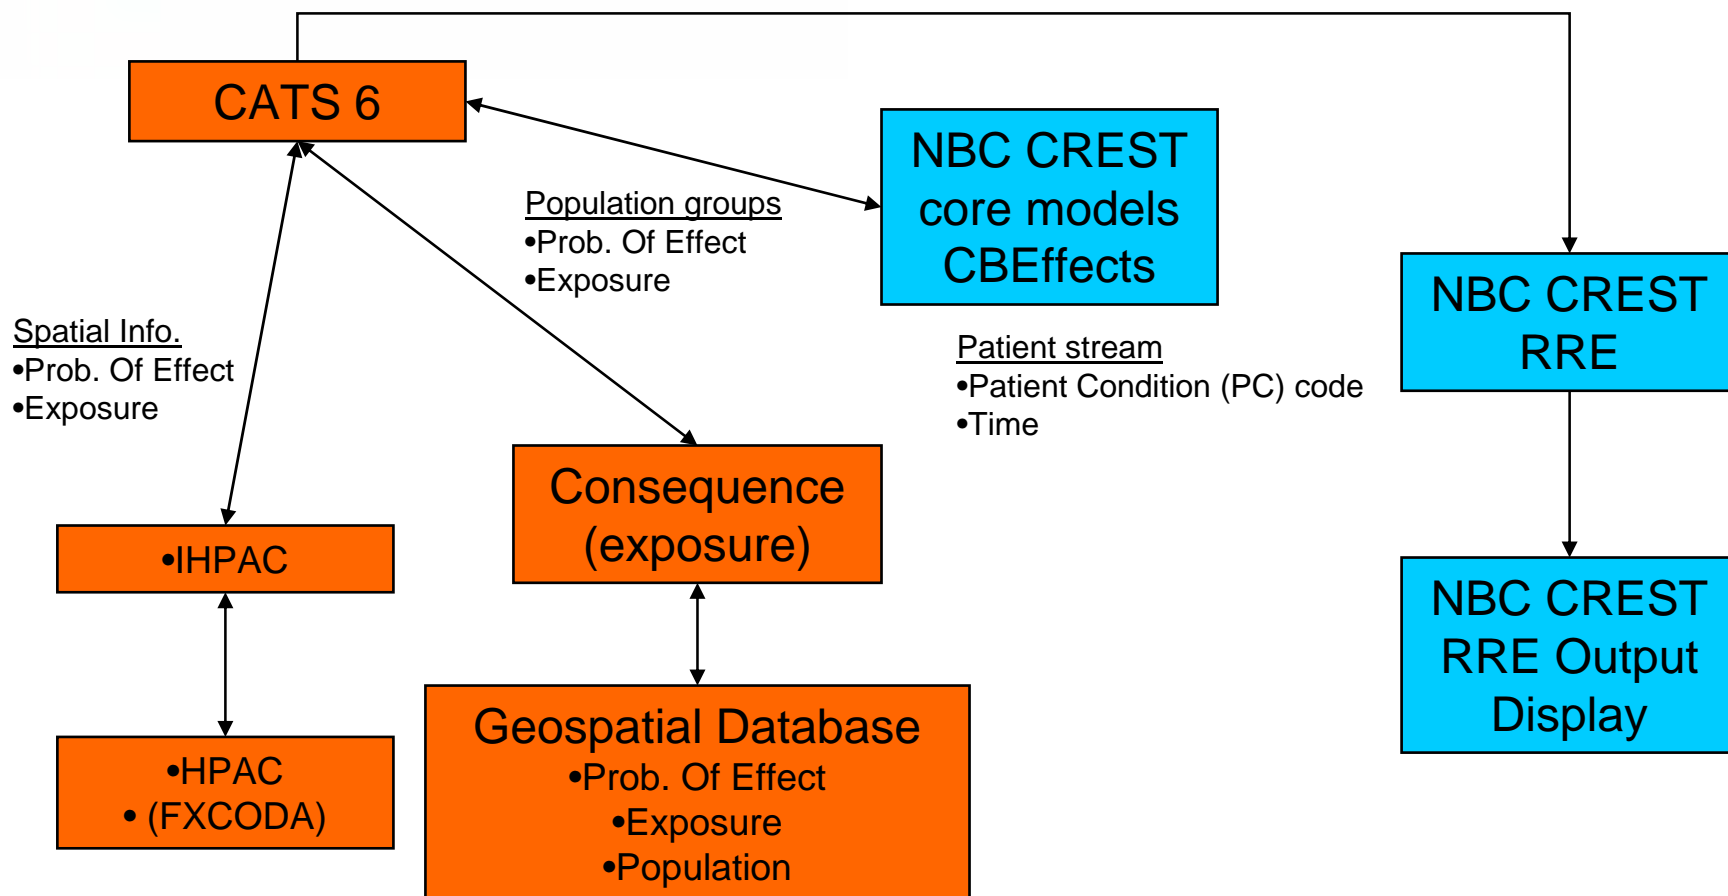 CATS 6
NBC CREST
core models
CBEffects
Population groups
•Prob. Of Effect
•Exposure
NBC CREST
RRE
Spatial Info.
•Prob. Of Effect
•Exposure
Patient stream
•Patient Condition (PC) code
•Time
Consequence
(exposure)
•IHPAC
NBC CREST
RRE Output
Display
Geospatial Database
•Prob. Of Effect
•Exposure
•Population
•HPAC
• (FXCODA)